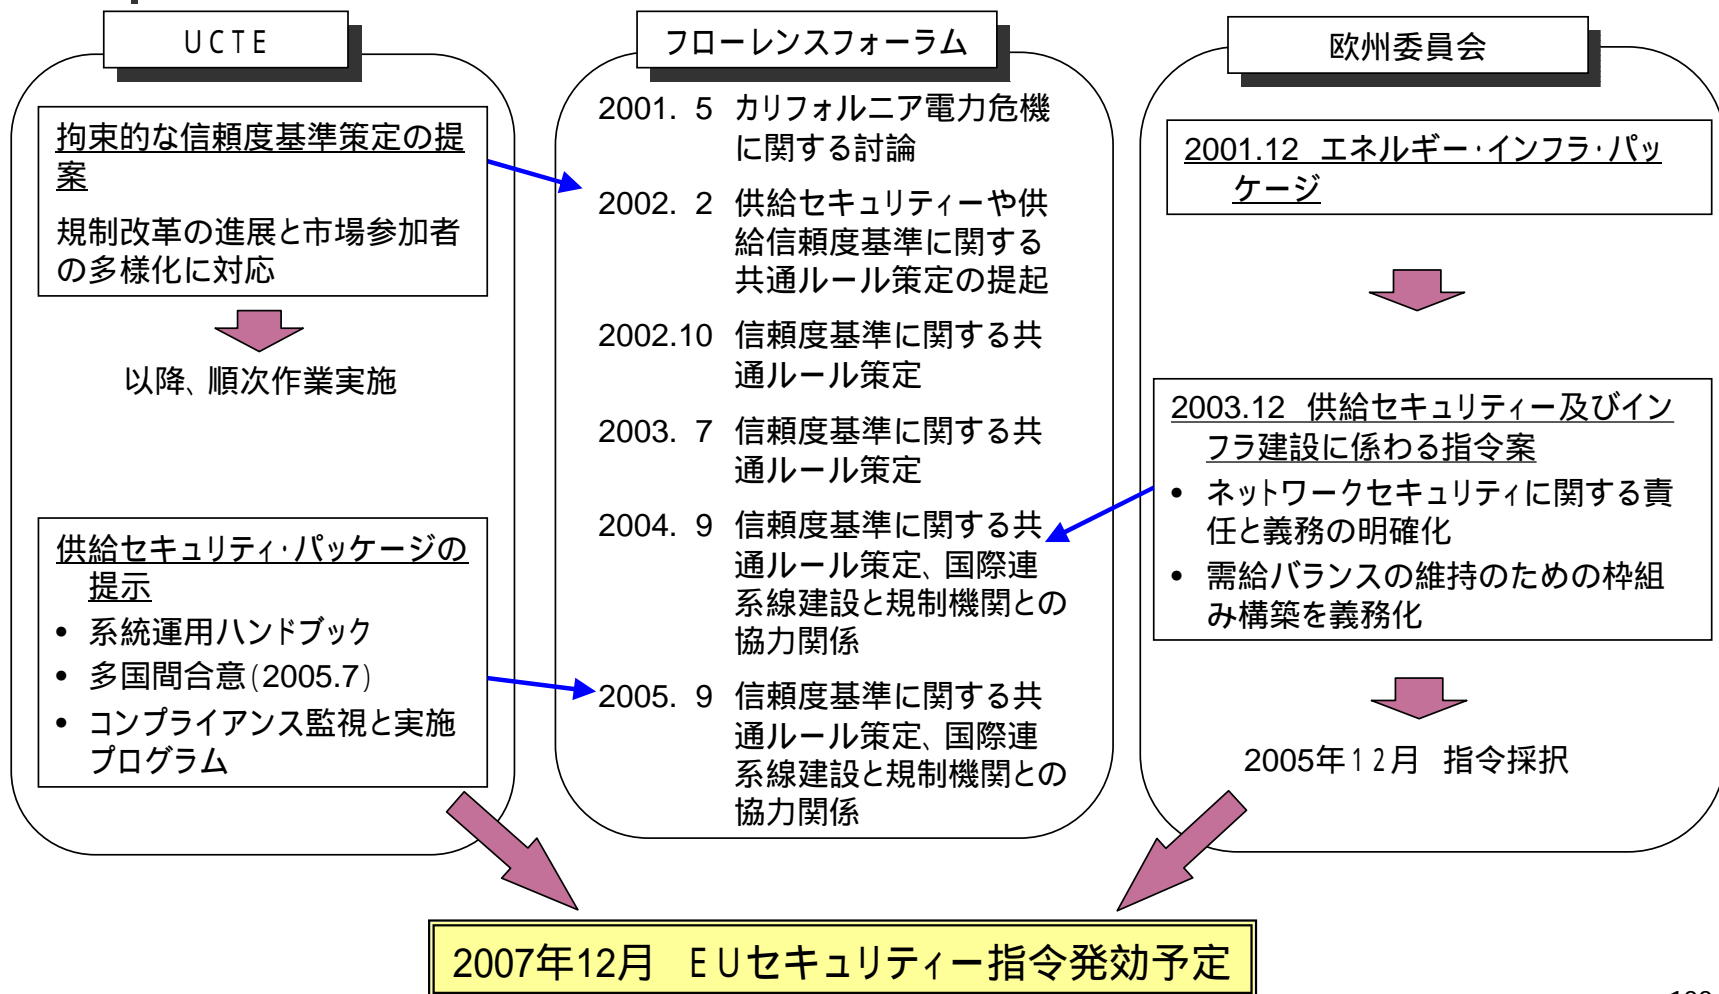 UCTE
拘束的な信頼度基準策定の提
案
規制改革の進展と市場参加者
の多様化に対応
以降、順次作業実施
供給セキュリティ・パッケージの
提示
• 系統運用ハンドブック
• 多国間合意(2005.7)
• コンプライアンス監視と実施
プログラム
フローレンスフォーラム
2001. 5 カリフォルニア電力危機
に関する討論
2002. 2 供給セキュリティーや供
給信頼度基準に関する
共通ルール策定の提起
2002.10 信頼度基準に関する共
通ルール策定
2003. 7 信頼度基準に関する共
通ルール策定
2004. 9 信頼度基準に関する共
通ルール策定、国際連
系線建設と規制機関との
協力関係
2005. 9 信頼度基準に関する共
通ルール策定、国際連
系線建設と規制機関との
協力関係
欧州委員会
2001.12 エネルギー・インフラ・パッ
ケージ
2003.12 供給セキュリティー及びイン
フラ建設に係わる指令案
• ネットワークセキュリティに関する責
任と義務の明確化
• 需給バランスの維持のための枠組
み構築を義務化
2005年12月 指令採択
2007年12月 EUセキュリティー指令発効予定